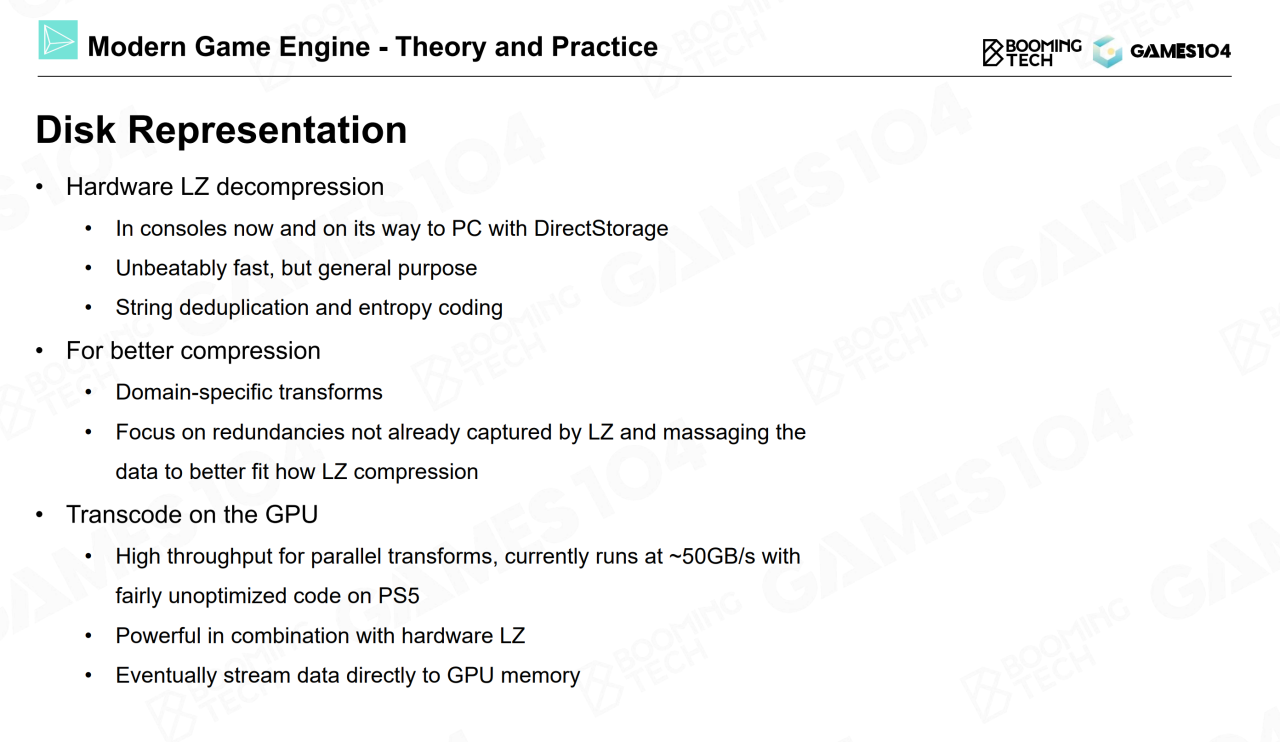 Modern Game Engine - Theory and Practice
BOOMING
TECH
GAMES104
Disk Representation
• Hardware LZ decompression
• In consoles now and on its way to PC with DirectStorage
• Unbeatably fast, but general purpose
• String deduplication and entropy coding
• For better compression
• Domain-specific transforms
• Focus on redundancies not already captured by LZ and massaging the
data to better fit how LZ compression
• Transcode on the GPU
• High throughput for parallel transforms, currently runs at ~50GB/s with
fairly unoptimized code on PS5
• Powerful in combination with hardware LZ
• Eventually stream data directly to GPU memory